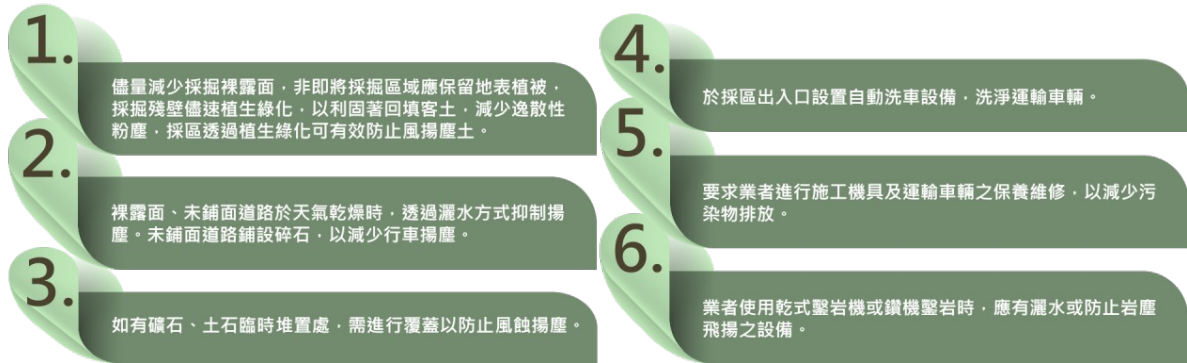 1.
儘量減少採掘裸露面，非即將採掘區域應保留地表植被，
採掘殘壁儘速植生綠化，以利固著回填客土，減少逸散性
粉塵，採區透過植生綠化可有效防止風揚塵土。
2.
裸露面、未鋪面道路於天氣乾燥時，透過灑水方式抑制揚
塵。未鋪面道路鋪設碎石，以減少行車揚塵。
3.
如有礦石、土石臨時堆置處，需進行覆蓋以防止風蝕揚塵。
4.
於採區出入口設置自動洗車設備，洗淨運輸車輛。
5.
要求業者進行施工機具及運輸車輛之保養維修，以減少污
染物排放。
6.
業者使用乾式鑿岩機或鑽機鑿岩時，應有灑水或防止岩塵
飛揚之設備。